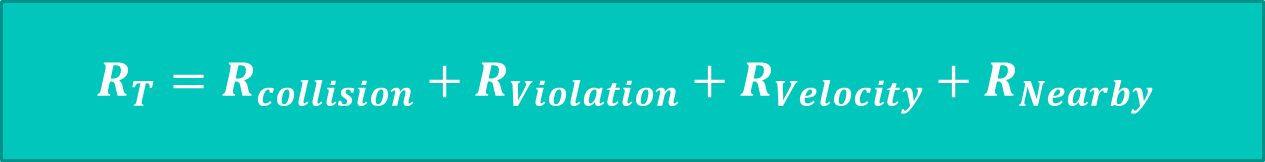 R_T = R_collision + R_Violation + R_Velocity + R_Nearby